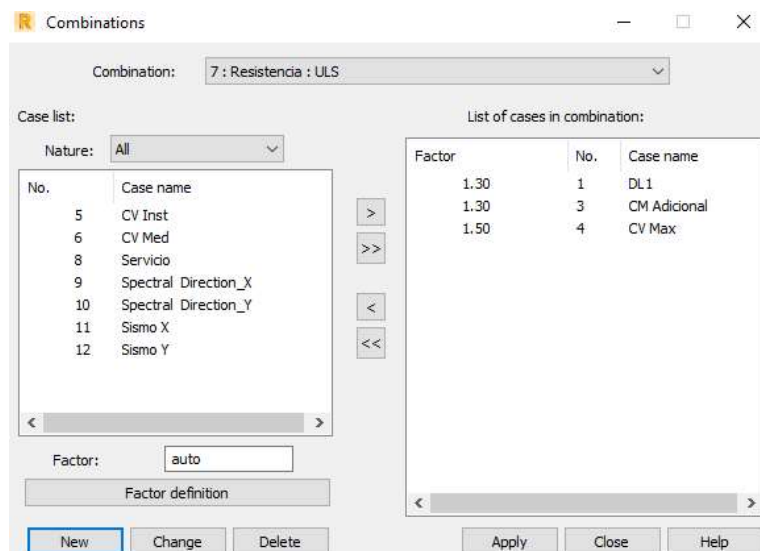 Combinations
Combination: 7 : Resistencia : ULS
Case list:
Nature: All
No. Case name
5 CV Inst
6 CV Med
8 Servicio
9 Spectral Direction_X
10 Spectral Direction_Y
11 Sismo X
12 Sismo Y
Factor: auto
Factor definition
New Change Delete
>
>>
<
<<
List of cases in combination:
Factor No. Case name
1.30 1 DL1
1.30 3 CM Adicional
1.50 4 CV Max
Apply Close Help